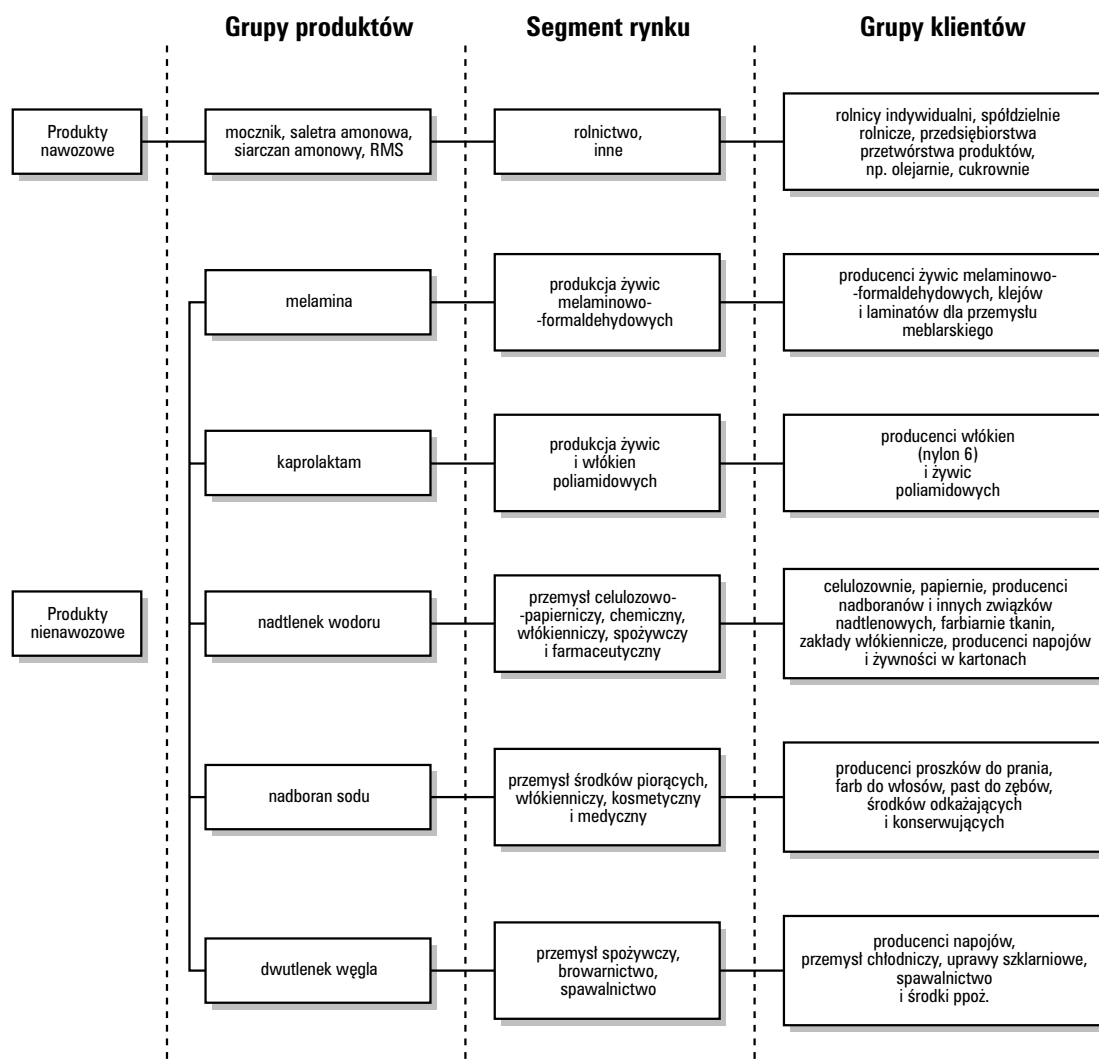 Grupy produktów
Segment rynku
Grupy klientów
Produkty
nawozowe
mocznik, saletra amonowa,
siarczan amonowy, RMS
rolnictwo,
inne
rolnicy indywidualni, spółdzielnie
rolnicze, przedsiębiorstwa
przetwórstwa produktów,
np. olejarnie, cukrownie
melamina
produkcja żywic
melaminowo-
-formaldehydowych
producenci żywic melaminowo-
-formaldehydowych, klejów
i laminatów dla przemysłu
meblarskiego
kaprolaktam
produkcja żywic
i włókien
poliamidowych
producenci włókien
(nylon 6)
i żywic
poliamidowych
Produkty
nienawozowe
nadtlenek wodoru
przemysł celulozowo-
-papierniczy, chemiczny,
włókienniczy, spożywczy
i farmaceutyczny
celulozownie, papiernie, producenci
nadboranów i innych związków
nadtlenowych, farbiarnie tkanin,
zakłady włókiennicze, producenci napojów
i żywności w kartonach
nadboran sodu
przemysł środków piorących,
włókienniczy, kosmetyczny
i medyczny
producenci proszków do prania,
farb do włosów, past do zębów,
środków odkażających
i konserwujących
dwutlenek węgla
przemysł spożywczy,
browarnictwo,
spawalnictwo
producenci napojów,
przemysł chłodniczy, uprawy szklarniowe,
spawalnictwo
i środki ppoż.